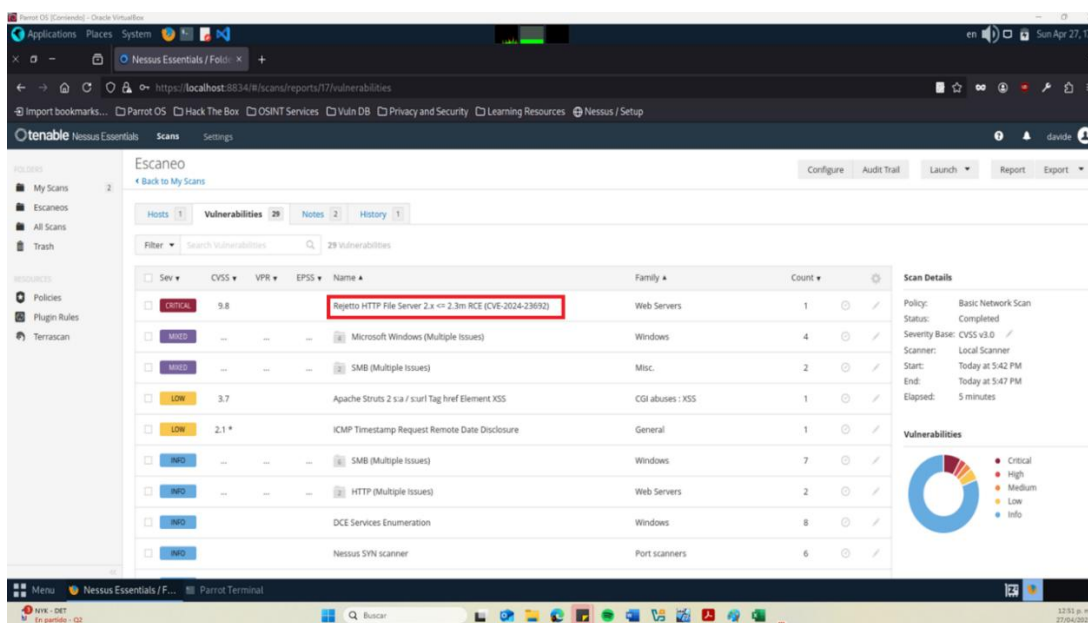 Parrot OS [Corriendo] - Oracle VirtualBox
Applications Places System en Sun Apr 27, 1
Nessus Essentials / Folde × +
https://localhost:8834/#/scans/reports/17/vulnerabilities
Import bookmarks... Parrot OS Hack The Box OSINT Services Vuln DB Privacy and Security Learning Resources Nessus / Setup
tenable Nessus Essentials Scans Settings davide
FOLDERS
My Scans 2
Escaneos
All Scans
Trash
RESOURCES
Policies
Plugin Rules
Terrascan
Escaneo
Back to My Scans
Configure Audit Trail Launch Report Export
Hosts 1 Vulnerabilities 29 Notes 2 History 1
Filter Search Vulnerabilities 29 Vulnerabilities
Sev CVSS VPR EPSS Name Family Count
CRITICAL 9.8 Rejetto HTTP File Server 2.x <= 2.3m RCE (CVE-2024-23692) Web Servers 1
MIXED ... ... ... Microsoft Windows (Multiple Issues) Windows 4
MIXED ... ... ... 2 SMB (Multiple Issues) Misc. 2
LOW 3.7 Apache Struts 2 s:a / s:url Tag href Element XSS CGI abuses : XSS 1
LOW 2.1 * ICMP Timestamp Request Remote Date Disclosure General 1
INFO ... ... ... SMB (Multiple Issues) Windows 7
INFO ... ... ... 2 HTTP (Multiple Issues) Web Servers 2
INFO DCE Services Enumeration Windows 8
INFO Nessus SYN scanner Port scanners 6
Scan Details
Policy: Basic Network Scan
Status: Completed
Severity Base: CVSS v3.0
Scanner: Local Scanner
Start: Today at 5:42 PM
End: Today at 5:47 PM
Elapsed: 5 minutes
Vulnerabilities
Critical
High
Medium
Low
Info
Menu Nessus Essentials / F... Parrot Terminal
NYK - DET
En partido - Q2
Buscar
12:51 p.
27/04/202